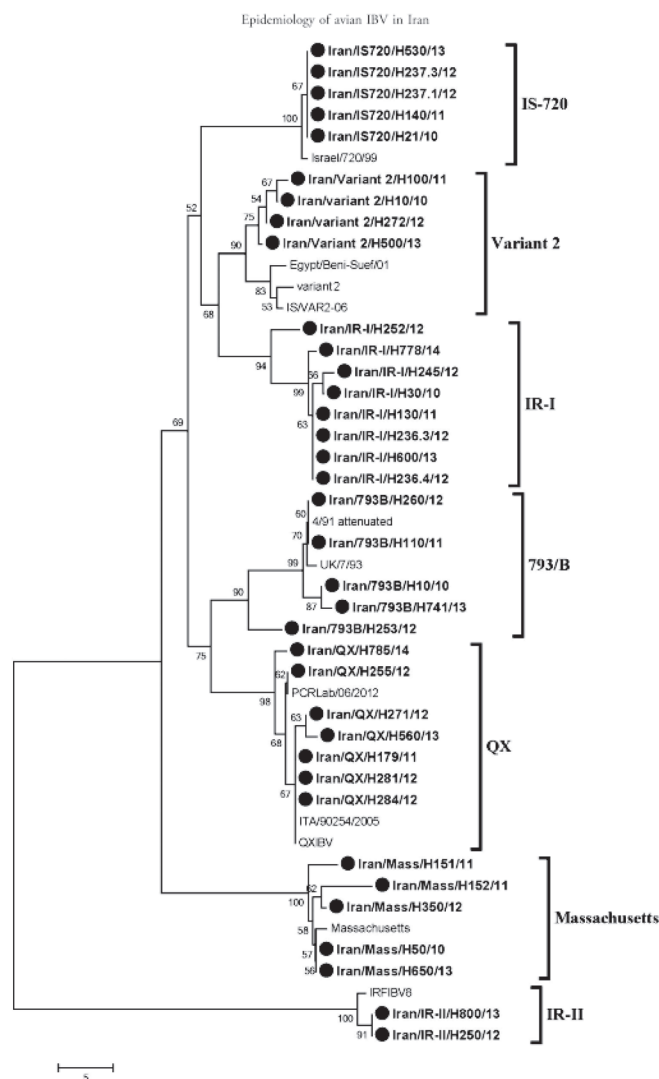 Epidemiology of avian IBV in Iran
Iran/IS720/H530/13
Iran/IS720/H237.3/12
67
Iran/IS720/H237.1/12
IS-720
Iran/IS720/H140/11
100
Iran/IS720/H21/10
Israel/720/99
67
Iran/Variant 2/H100/11
54
Iran/variant 2/H10/10
52
75
Iran/variant 2/H272/12
90
Iran/Variant 2/H500/13
Variant 2
Egypt/Beni-Suef/01
83
variant2
53
IS/VAR2-06
68
Iran/IR-I/H252/12
94
Iran/IR-I/H778/14
66
Iran/IR-I/H245/12
99
Iran/IR-I/H30/10
IR-I
63
Iran/IR-I/H130/11
69
Iran/IR-I/H236.3/12
Iran/IR-I/H600/13
Iran/IR-I/H236.4/12
Iran/793B/H260/12
60
4/91 attenuated
70
Iran/793B/H110/11
99
UK/7/93
793/B
90
Iran/793B/H10/10
87
Iran/793B/H741/13
Iran/793B/H253/12
75
Iran/QX/H785/14
62
Iran/QX/H255/12
98
PCRLab/06/2012
63
Iran/QX/H271/12
68
Iran/QX/H560/13
QX
Iran/QX/H179/11
67
Iran/QX/H281/12
Iran/QX/H284/12
ITA/90254/2005
QXIBV
Iran/Mass/H151/11
62
Iran/Mass/H152/11
100
Iran/Mass/H350/12
Massachusetts
58
Massachusetts
57
Iran/Mass/H50/10
56
Iran/Mass/H650/13
IRFIBV8
100
Iran/IR-II/H800/13
IR-II
91
Iran/IR-II/H250/12
5